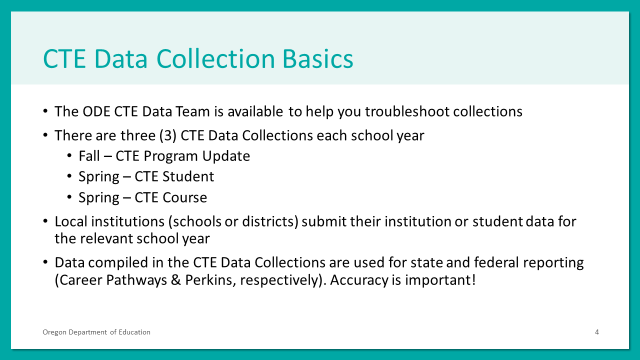 CTE Data Collection Basics
• The ODE CTE Data Team is available to help you troubleshoot collections
• There are three (3) CTE Data Collections each school year
• Fall – CTE Program Update
• Spring – CTE Student
• Spring – CTE Course
• Local institutions (schools or districts) submit their institution or student data for
the relevant school year
• Data compiled in the CTE Data Collections are used for state and federal reporting
(Career Pathways & Perkins, respectively). Accuracy is important!
Oregon Department of Education
4